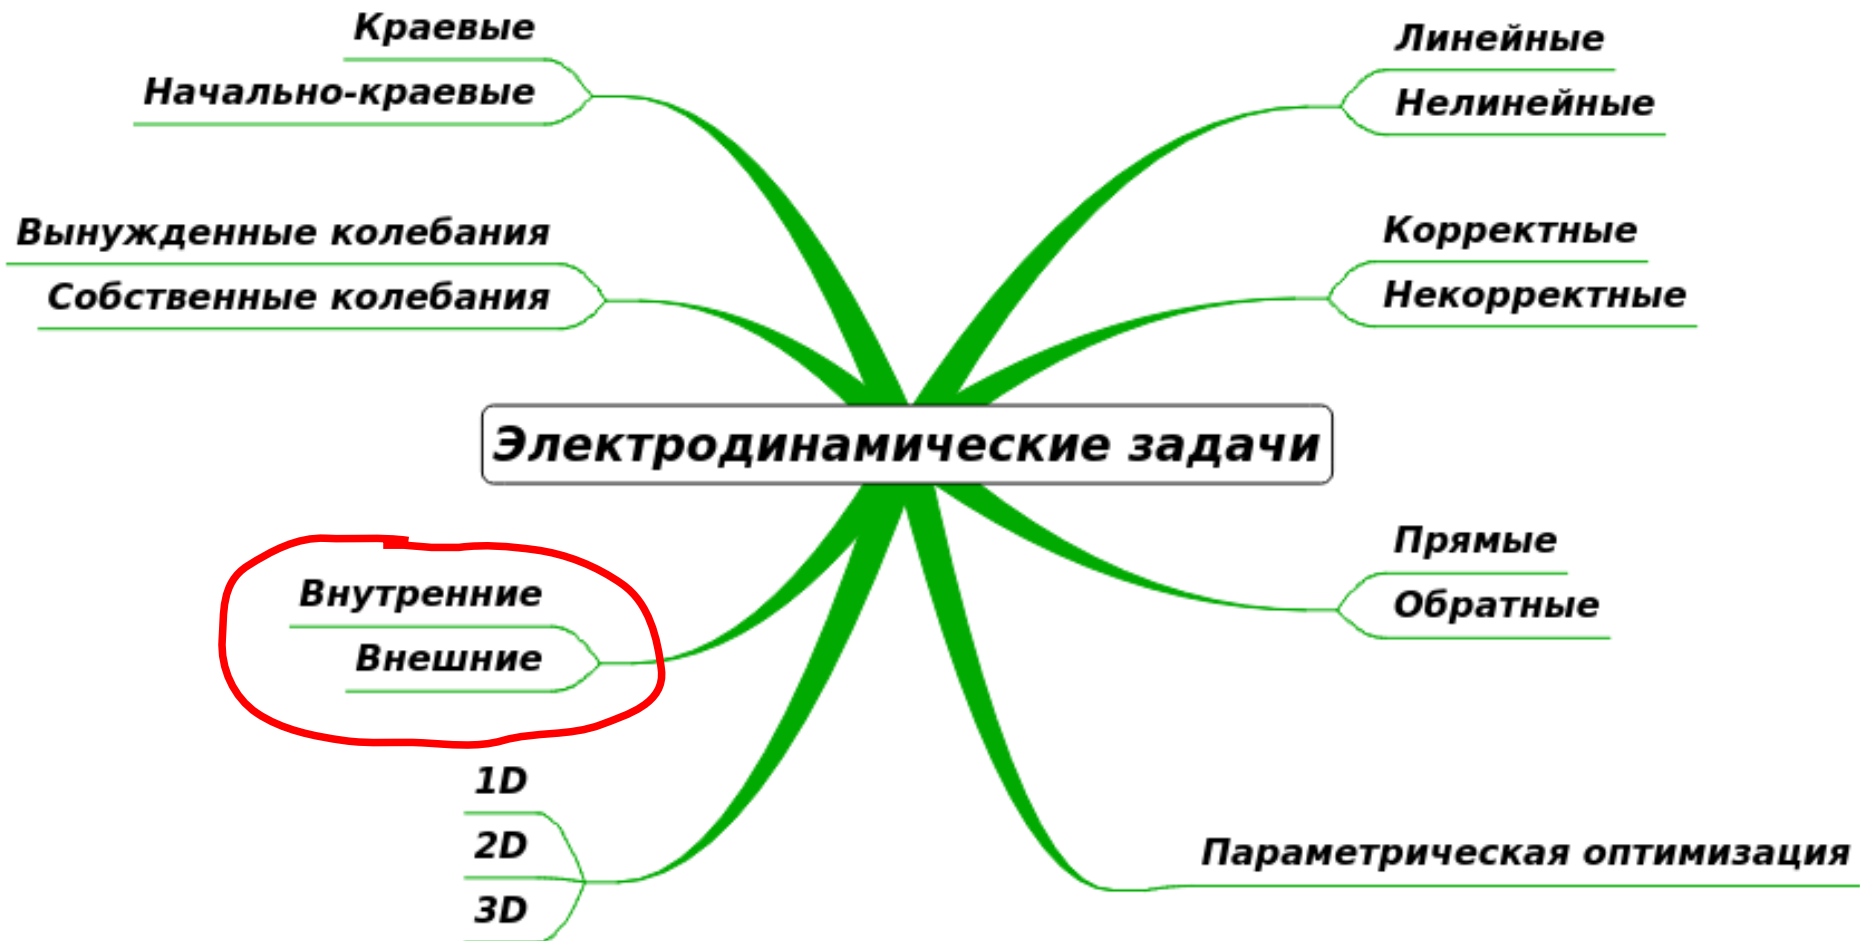 Краевые
Начально-краевые
Вынужденные колебания
Собственные колебания
Линейные
Нелинейные
Корректные
Некорректные
Электродинамические задачи
Внутренние
Внешние
1D
2D
3D
Прямые
Обратные
Параметрическая оптимизация